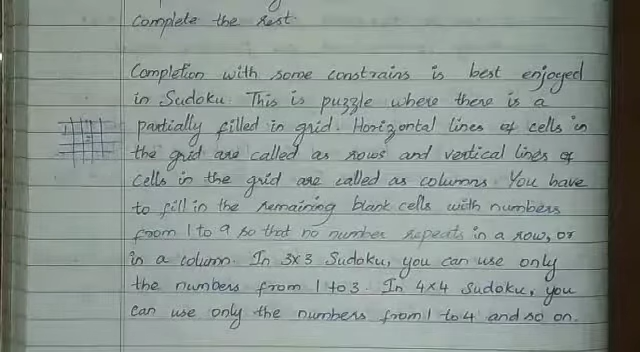 complete the rest
Completion with some constrains is best enjoyed
in Sudoku. This is puzzle where there is a
partially filled in grid. Horizontal lines of cells in
the grid are called as rows and vertical lines of
cells in the grid are called as columns. You have
to fill in the remaining blank cells with numbers
from 1 to 9 so that no number repeats in a row, or
in a column. In 3x3 Sudoku, you can use only
the numbers from 1 to 3. In 4x4 Sudoku, you
can use only the numbers from 1 to 4 and so on.